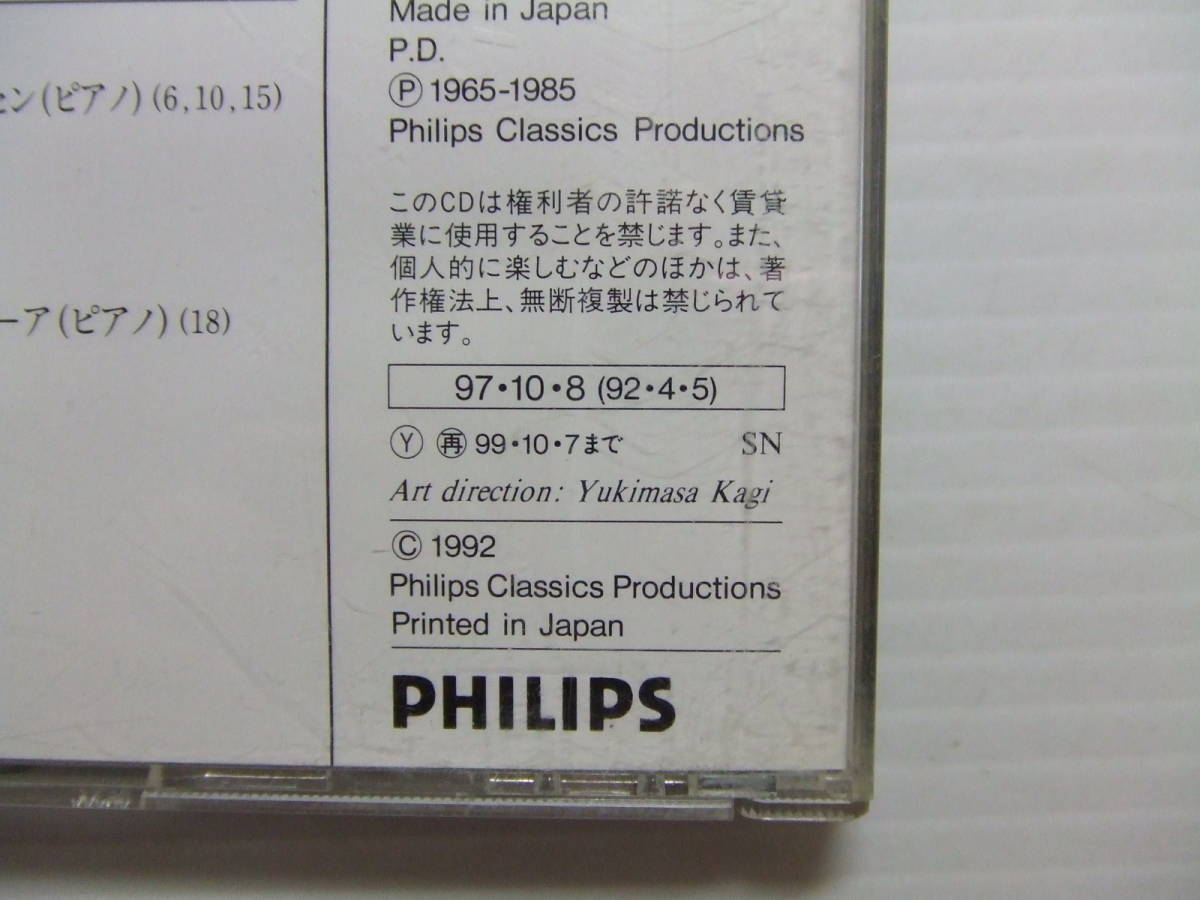 Made in Japan
P.D.
Ⓟ 1965-1985
Philips Classics Productions
このCDは権利者の許諾なく賃貸
業に使用することを禁じます。また、
個人的に楽しむなどのほかは、著
作権法上、無断複製は禁じられて
います。
97・10・8 (92・4・5)
Ⓨ ㊢ 99・10・7まで SN
Art direction: Yukimasa Kagi
Ⓒ 1992
Philips Classics Productions
Printed in Japan
PHILIPS
セン(ピアノ) (6,10,15)
ーア(ピアノ) (18)